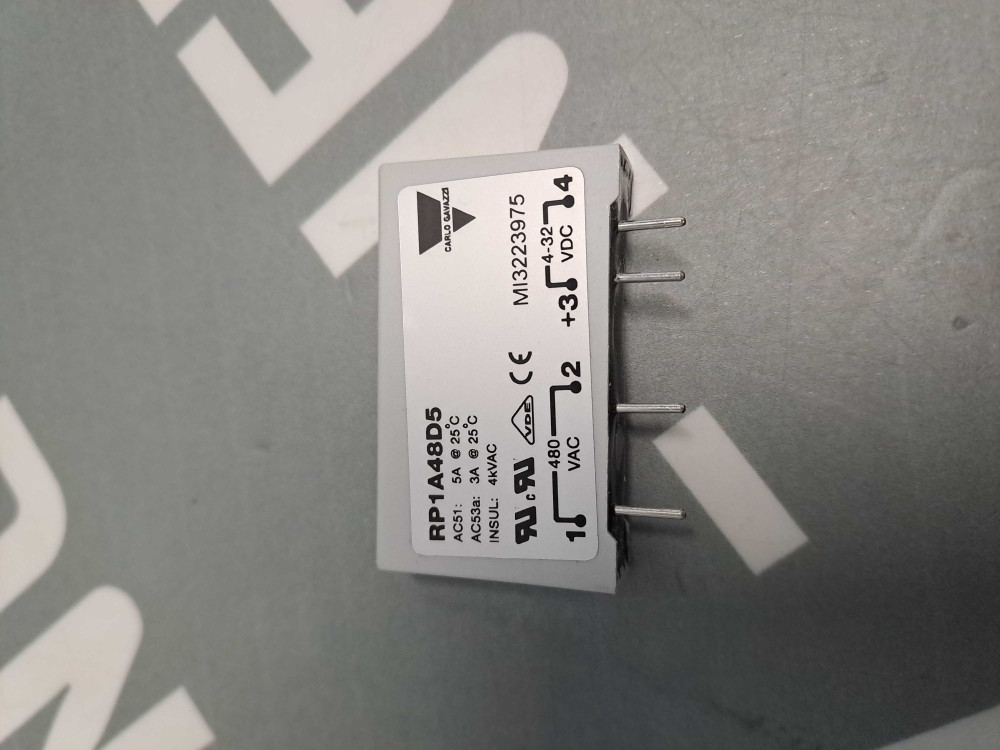 CARLO GAVAZZI
RP1A48D5
AC51: 5A @ 25°C
AC53a: 3A @ 25°C
INSUL: 4kVAC
MI3223975
c VDE CE
480 4-32
1 VAC 2 +3 VDC 4